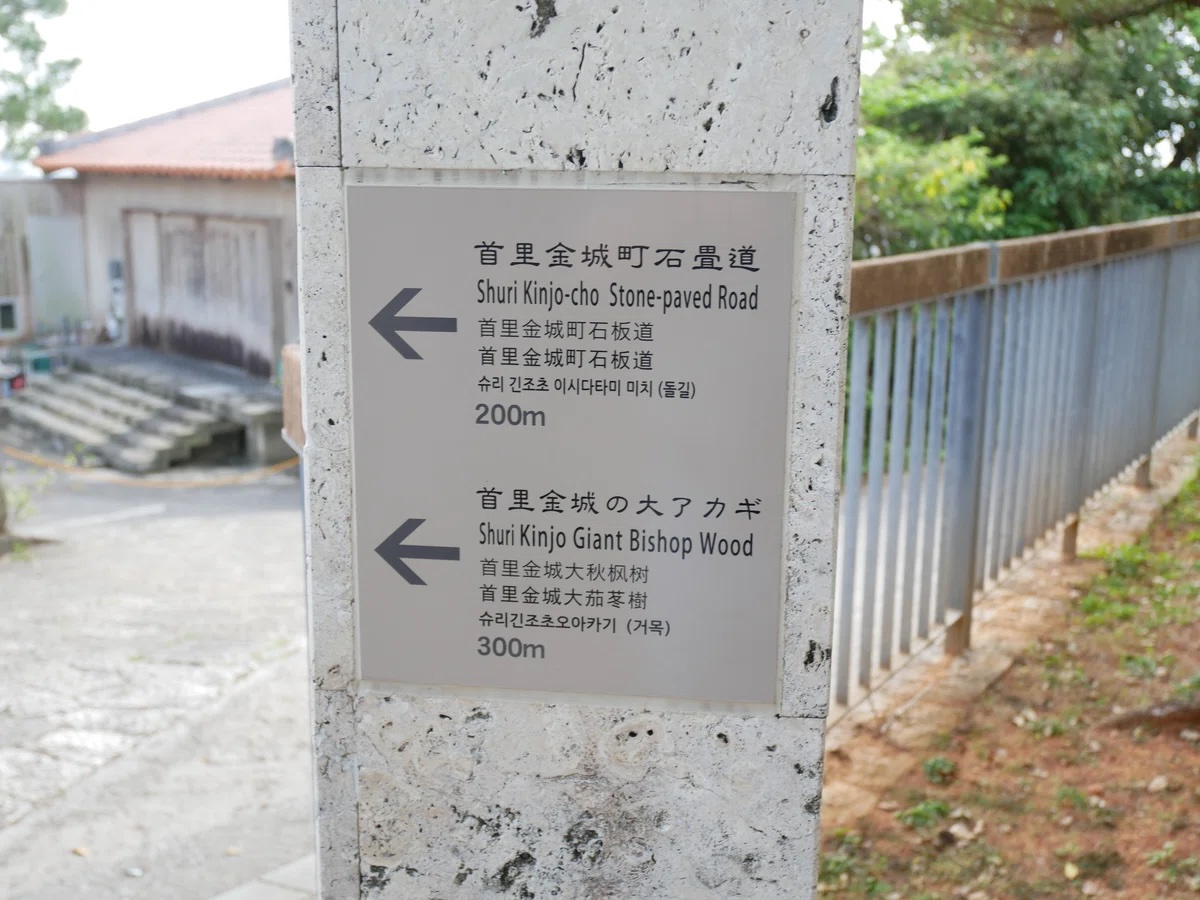 首里金城町石畳道
Shuri Kinjo-cho Stone-paved Road
首里金城町石板道
首里金城町石板道
슈리 긴조초 이시다타미 미치 (돌길)
200m
首里金城の大アカギ
Shuri Kinjo Giant Bishop Wood
首里金城大秋枫树
首里金城大茄苳樹
슈리긴조초오아카기 (거목)
300m